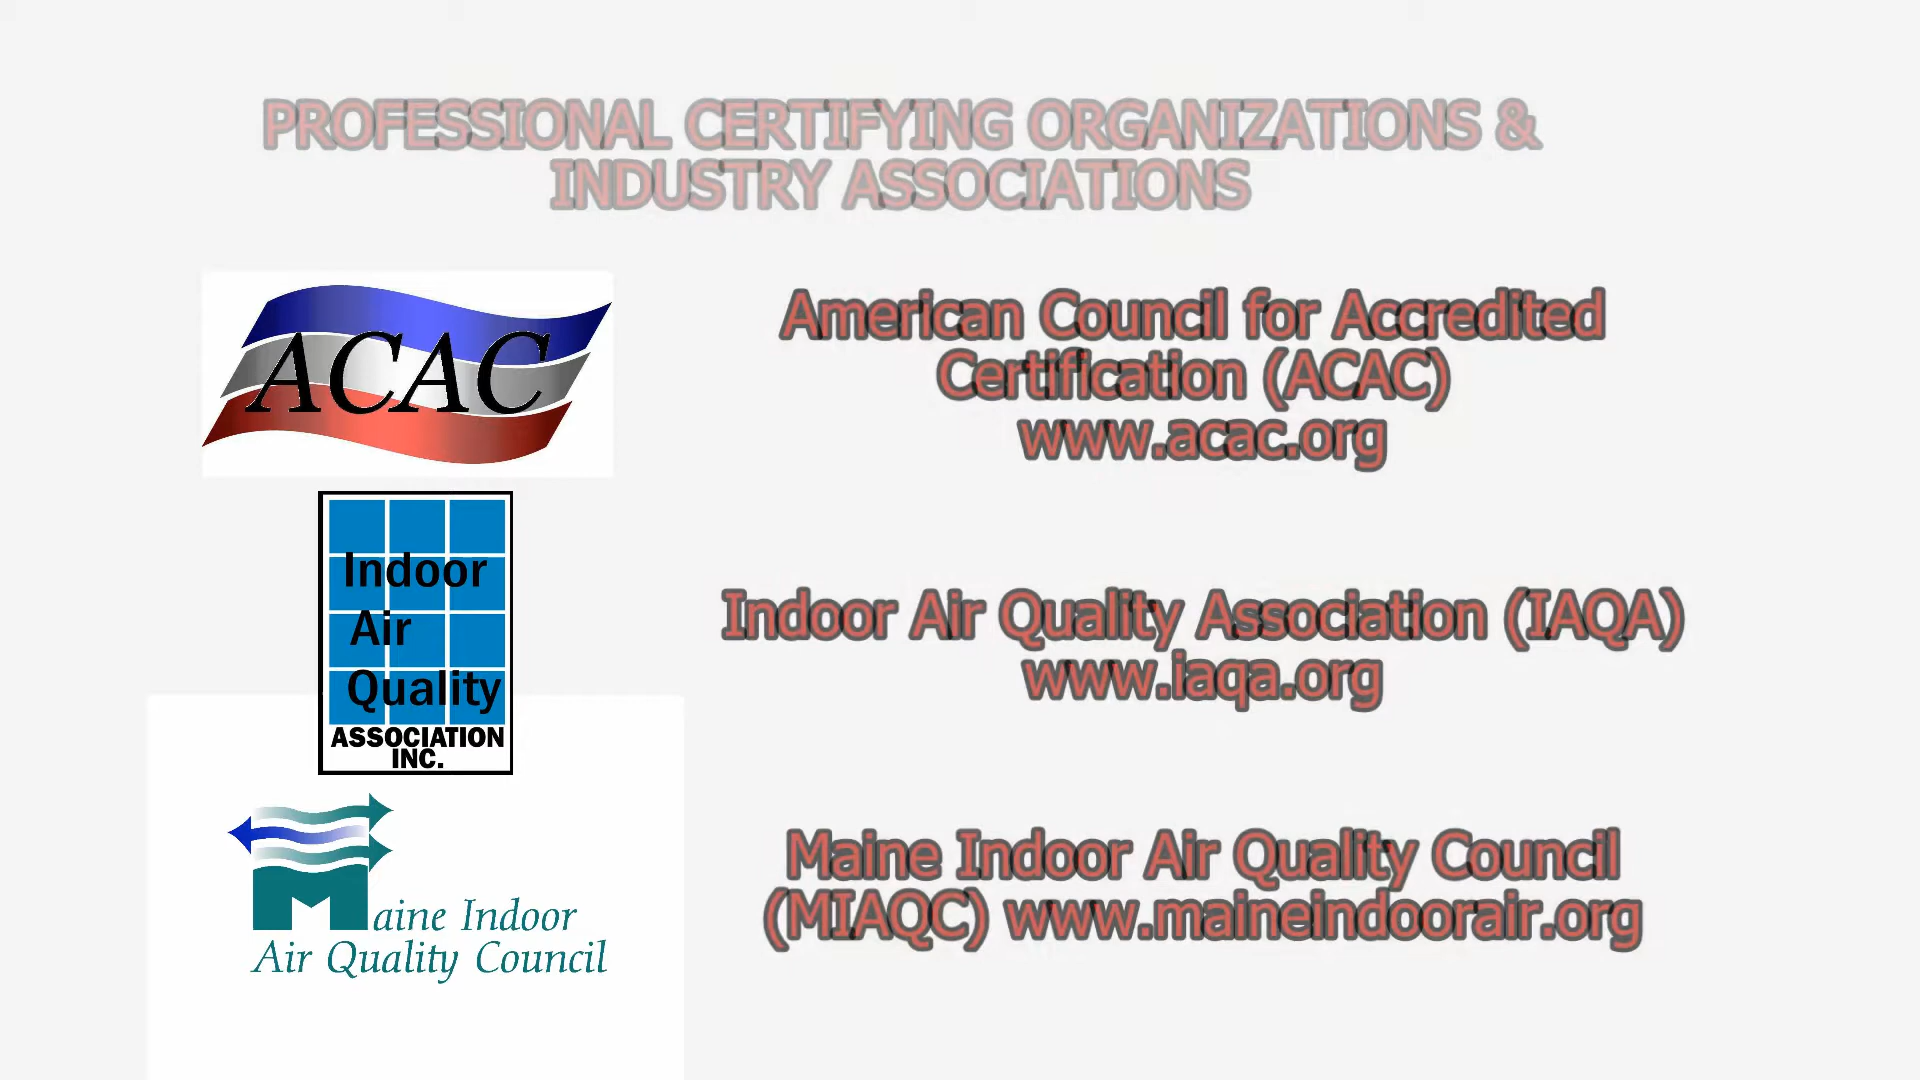 PROFESSIONAL CERTIFYING ORGANIZATIONS &
INDUSTRY ASSOCIATIONS
ACAC
American Council for Accredited
Certification (ACAC)
www.acac.org
Indoor
Air
Quality
ASSOCIATION
INC.
Indoor Air Quality Association (IAQA)
www.iaqa.org
Maine Indoor
Air Quality Council
Maine Indoor Air Quality Council
(MIAQC) www.maineindoorair.org